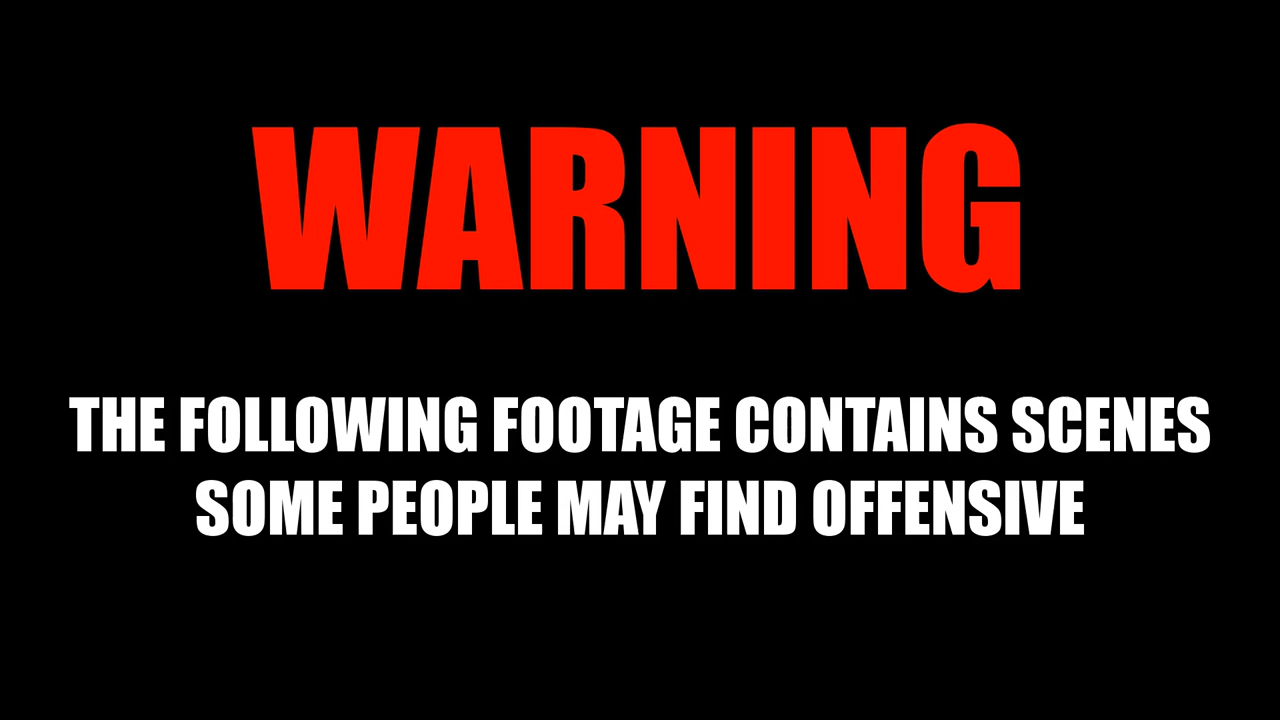 WARNING
THE FOLLOWING FOOTAGE CONTAINS SCENES
SOME PEOPLE MAY FIND OFFENSIVE